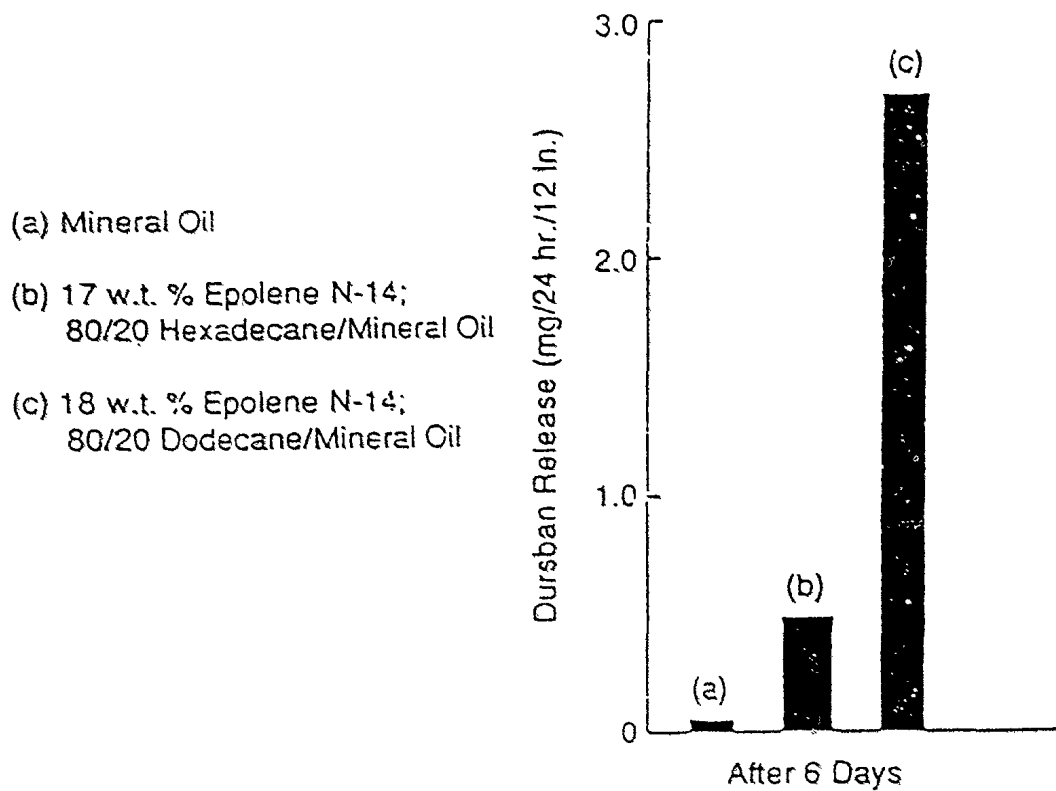 (a) Mineral Oil
(b) 17 w.t. % Epolene N-14;
80/20 Hexadecane/Mineral Oil
(c) 18 w.t. % Epolene N-14;
80/20 Dodecane/Mineral Oil
Dursban Release (mg/24 hr./12 In.)
3.0
2.0
1.0
0
(a)
(b)
(c)
After 6 Days